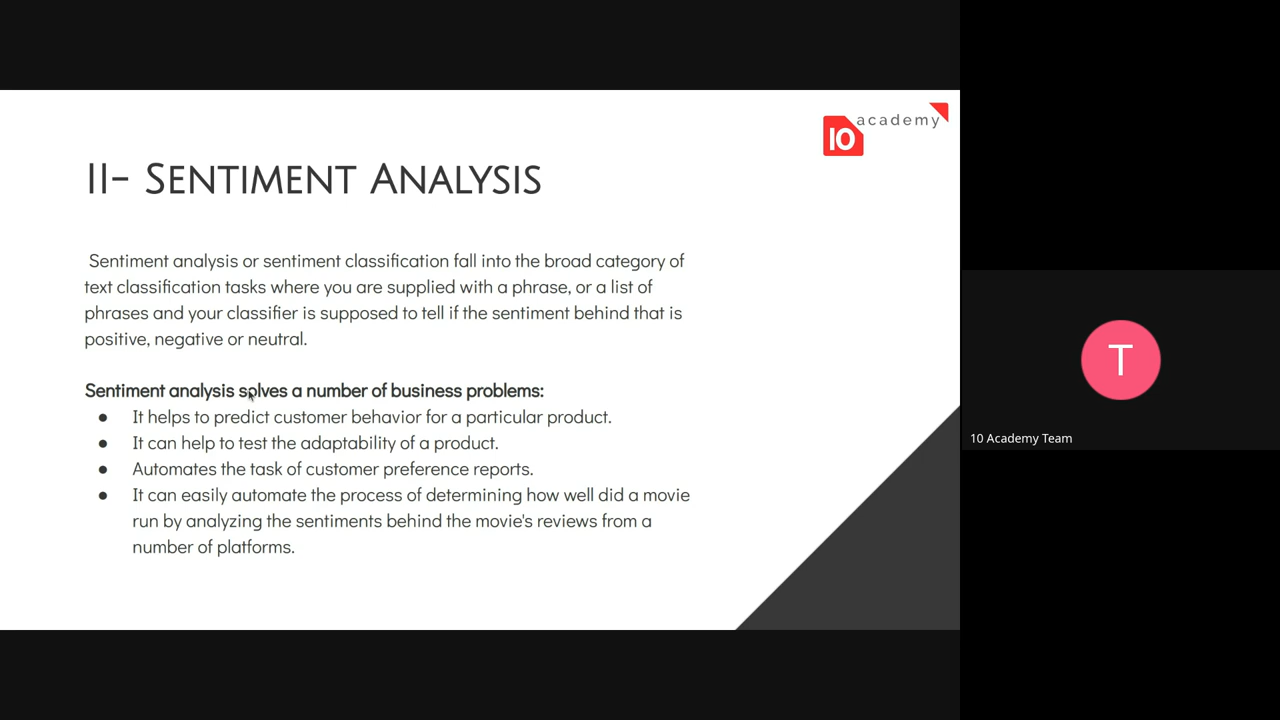 10 academy
II- Sentiment Analysis
Sentiment analysis or sentiment classification fall into the broad category of
text classification tasks where you are supplied with a phrase, or a list of
phrases and your classifier is supposed to tell if the sentiment behind that is
positive, negative or neutral.
Sentiment analysis solves a number of business problems:
● It helps to predict customer behavior for a particular product.
● It can help to test the adaptability of a product.
● Automates the task of customer preference reports.
● It can easily automate the process of determining how well did a movie
run by analyzing the sentiments behind the movie's reviews from a
number of platforms.
T
10 Academy Team